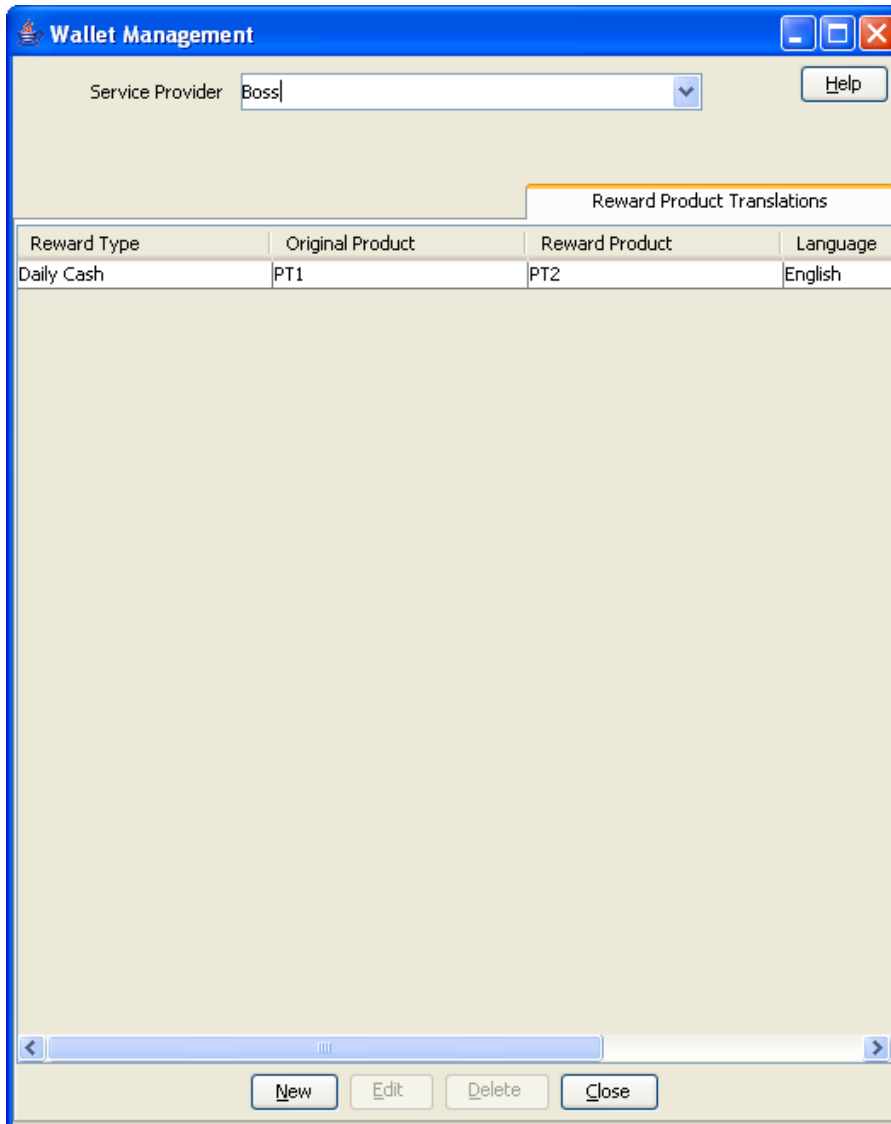 Wallet Management
Service Provider Boss Help
Reward Product Translations
Reward Type Original Product Reward Product Language
Daily Cash PT1 PT2 English
New Edit Delete Close